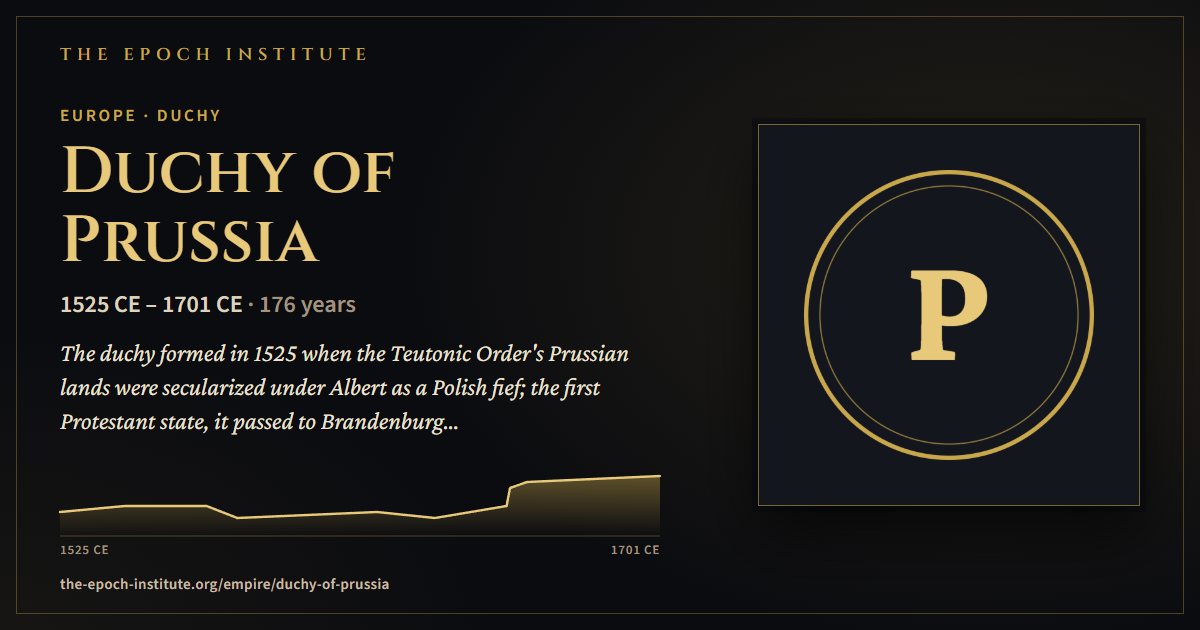 THE EPOCH INSTITUTE
EUROPE · DUCHY
DUCHY OF
PRUSSIA
1525 CE – 1701 CE · 176 years
The duchy formed in 1525 when the Teutonic Order's Prussian
lands were secularized under Albert as a Polish fief; the first
Protestant state, it passed to Brandenburg...
P
1525 CE 1701 CE
the-epoch-institute.org/empire/duchy-of-prussia